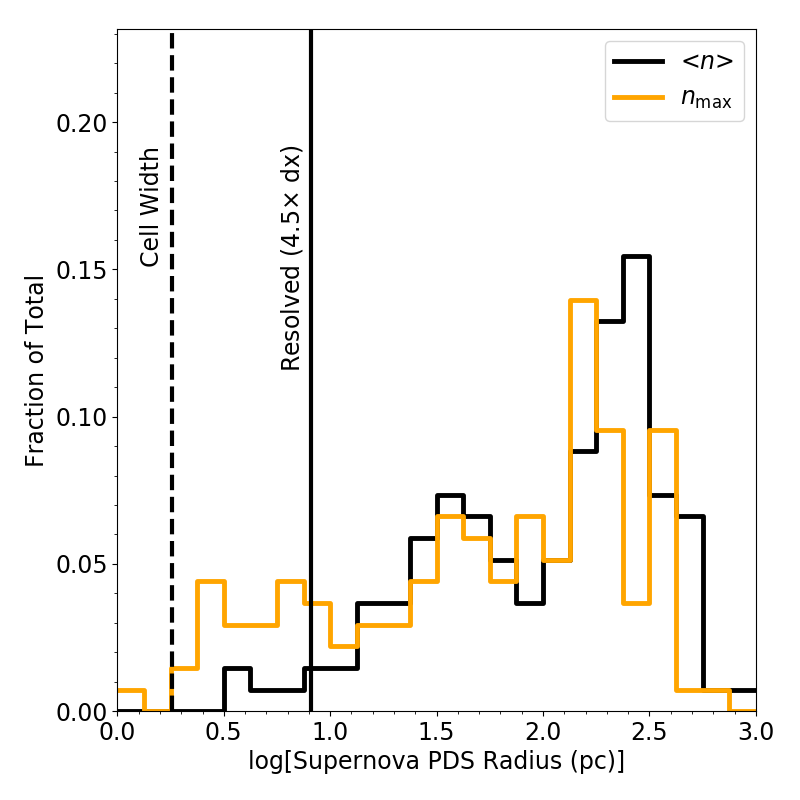 <n>
n_max
Cell Width
Resolved (4.5× dx)
Fraction of Total
0.20
0.15
0.10
0.05
0.00
0.0 0.5 1.0 1.5 2.0 2.5 3.0
log[Supernova PDS Radius (pc)]